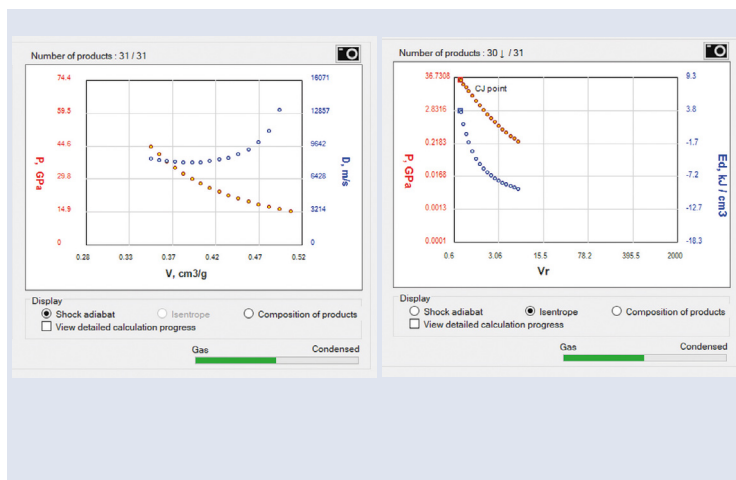 Number of products : 31 / 31
74.4
59.5
44.6
29.8
14.9
0
P, GPa
16071
12857
9642
6428
3214
0
D, m/s
0.28
0.33
0.37
0.42
0.47
0.52
V, cm3/g
Display
Shock adiabat
Isentrope
Composition of products
View detailed calculation progress
Gas
Condensed
Number of products : 30 ↓ / 31
36.7308
2.8316
0.2183
0.0168
0.0013
0.0001
P, GPa
CJ point
9.3
3.8
-1.7
-7.2
-12.7
-18.3
Ed, kJ / cm3
0.6
3.06
15.5
78.2
395.5
2000
Vr
Display
Shock adiabat
Isentrope
Composition of products
View detailed calculation progress
Gas
Condensed